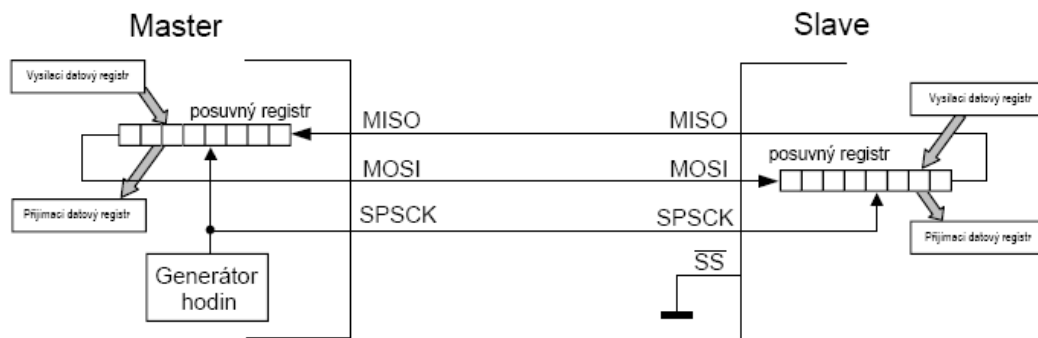 Master
Slave
Vysílací datový registr
Vysílací datový registr
posuvný registr
MISO
MISO
posuvný registr
MOSI
MOSI
Přijímací datový registr
SPSCK
SPSCK
Přijímací datový registr
SS
Generátor
hodin